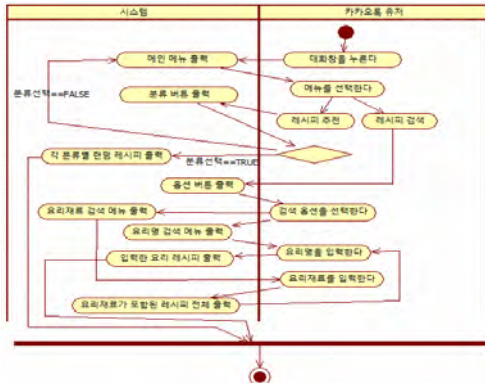 시스템
카카오톡 유저
대화창을 누른다
메인 메뉴 출력
메뉴를 선택한다
분류 버튼 출력
분류선택==FALSE
레시피 추천
레시피 검색
각 분류별 랜덤 레시피 출력
분류선택==TRUE
옵션 버튼 출력
요리재료 검색 메뉴 출력
검색 옵션을 선택한다
요리명 검색 메뉴 출력
요리명을 입력한다
입력한 요리 레시피 출력
요리재료를 입력한다
요리재료가 포함된 레시피 전체 출력